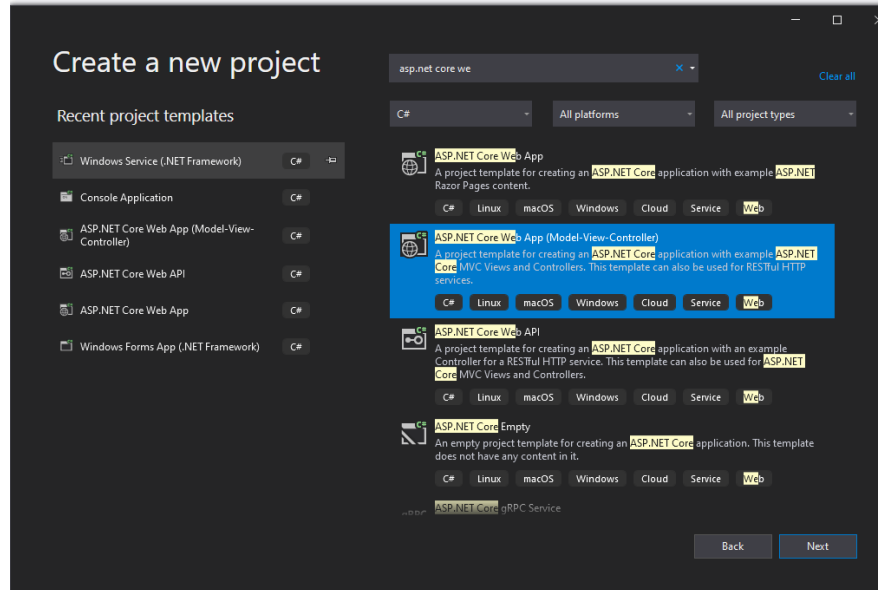 Create a new project
Recent project templates
Windows Service (.NET Framework) C#
Console Application C#
ASP.NET Core Web App (Model-View-
Controller) C#
ASP.NET Core Web API C#
ASP.NET Core Web App C#
Windows Forms App (.NET Framework) C#
asp.net core we
Clear all
C# All platforms All project types
ASP.NET Core Web App
A project template for creating an ASP.NET Core application with example ASP.NET
Razor Pages content.
C# Linux macOS Windows Cloud Service Web
ASP.NET Core Web App (Model-View-Controller)
A project template for creating an ASP.NET Core application with example ASP.NET
Core MVC Views and Controllers. This template can also be used for RESTful HTTP
services.
C# Linux macOS Windows Cloud Service Web
ASP.NET Core Web API
A project template for creating an ASP.NET Core application with an example
Controller for a RESTful HTTP service. This template can also be used for ASP.NET
Core MVC Views and Controllers.
C# Linux macOS Windows Cloud Service Web
ASP.NET Core Empty
An empty project template for creating an ASP.NET Core application. This template
does not have any content in it.
C# Linux macOS Windows Cloud Service Web
ASP.NET Core gRPC Service
Back Next